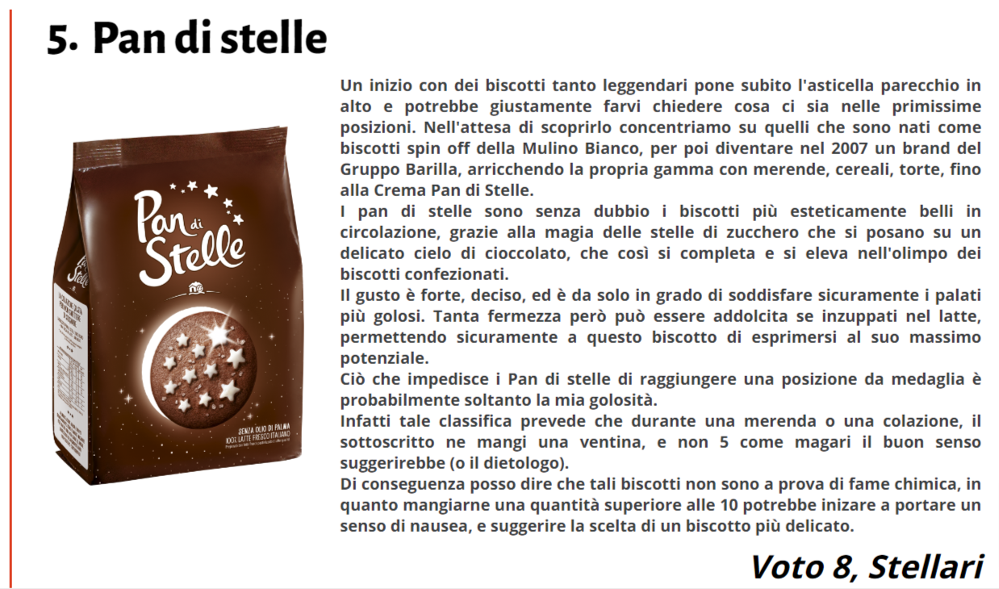 5. Pan di stelle
Un inizio con dei biscotti tanto leggendari pone subito l'asticella parecchio in
alto e potrebbe giustamente farvi chiedere cosa ci sia nelle primissime
posizioni. Nell'attesa di scoprirlo concentriamo su quelli che sono nati come
biscotti spin off della Mulino Bianco, per poi diventare nel 2007 un brand del
Gruppo Barilla, arricchendo la propria gamma con merende, cereali, torte, fino
alla Crema Pan di Stelle.
I pan di stelle sono senza dubbio i biscotti più esteticamente belli in
circolazione, grazie alla magia delle stelle di zucchero che si posano su un
delicato cielo di cioccolato, che così si completa e si eleva nell'olimpo dei
biscotti confezionati.
Il gusto è forte, deciso, ed è da solo in grado di soddisfare sicuramente i palati
più golosi. Tanta fermezza però può essere addolcita se inzuppati nel latte,
permettendo sicuramente a questo biscotto di esprimersi al suo massimo
potenziale.
Ciò che impedisce i Pan di stelle di raggiungere una posizione da medaglia è
probabilmente soltanto la mia golosità.
Infatti tale classifica prevede che durante una merenda o una colazione, il
sottoscritto ne mangi una ventina, e non 5 come magari il buon senso
suggerirebbe (o il dietologo).
Di conseguenza posso dire che tali biscotti non sono a prova di fame chimica, in
quanto mangiarne una quantità superiore alle 10 potrebbe inizare a portare un
senso di nausea, e suggerire la scelta di un biscotto più delicato.
Voto 8, Stellari
Pan di
Stelle
SENZA OLIO DI PALMA
100% LATTE FRESCO ITALIANO